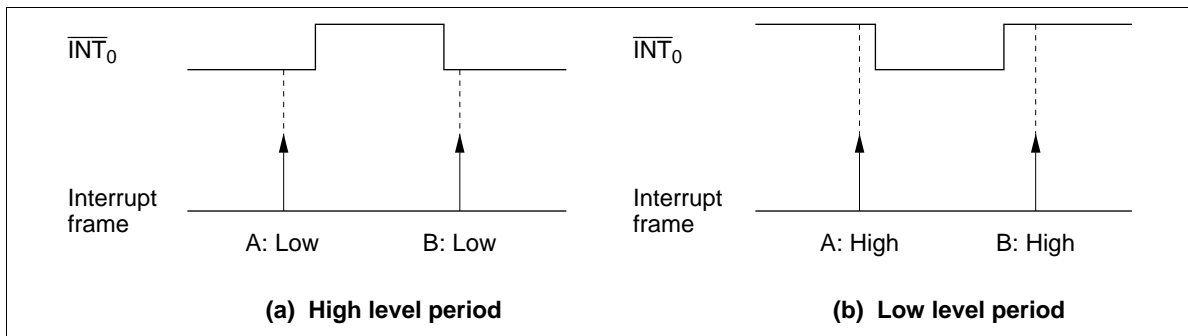 INT0
INT0
Interrupt
frame
Interrupt
frame
A: Low
B: Low
A: High
B: High
(a) High level period
(b) Low level period